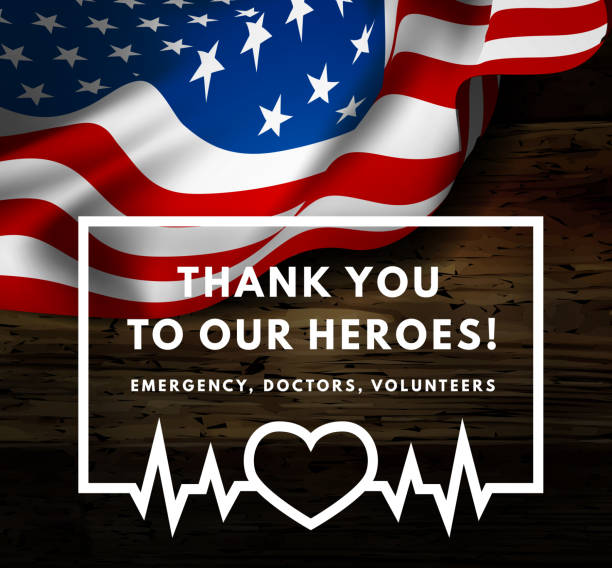 THANK YOU
TO OUR HEROES!
EMERGENCY, DOCTORS, VOLUNTEERS